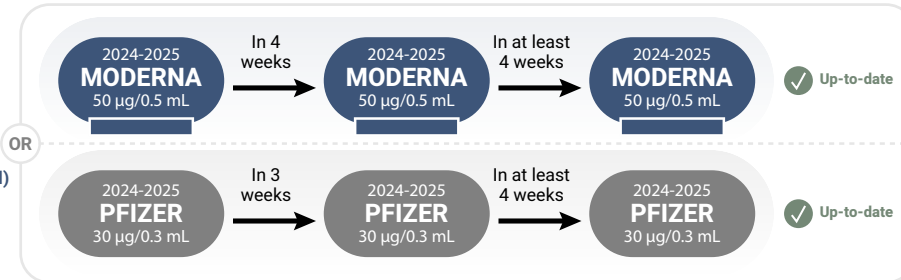 2024-2025
MODERNA
50 µg/0.5 mL
In 4
weeks
2024-2025
MODERNA
50 µg/0.5 mL
In at least
4 weeks
2024-2025
MODERNA
50 µg/0.5 mL
Up-to-date
OR
2024-2025
PFIZER
30 µg/0.3 mL
In 3
weeks
2024-2025
PFIZER
30 µg/0.3 mL
In at least
4 weeks
2024-2025
PFIZER
30 µg/0.3 mL
Up-to-date